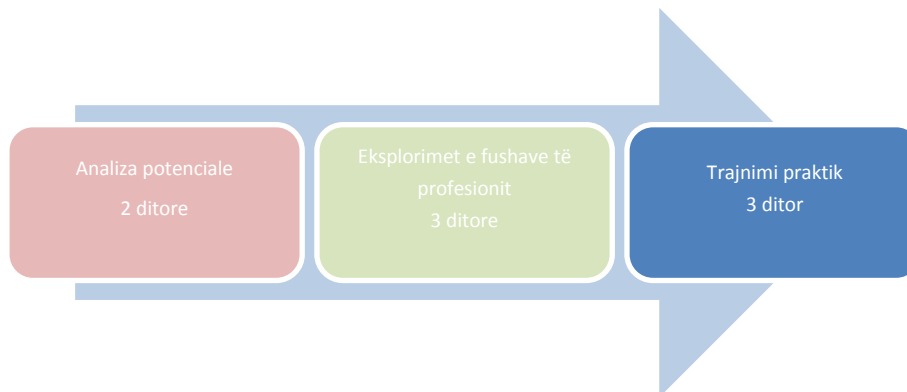 Analiza potenciale
2 ditore
Eksplorimet e fushave të
profesionit
3 ditore
Trajnimi praktik
3 ditor